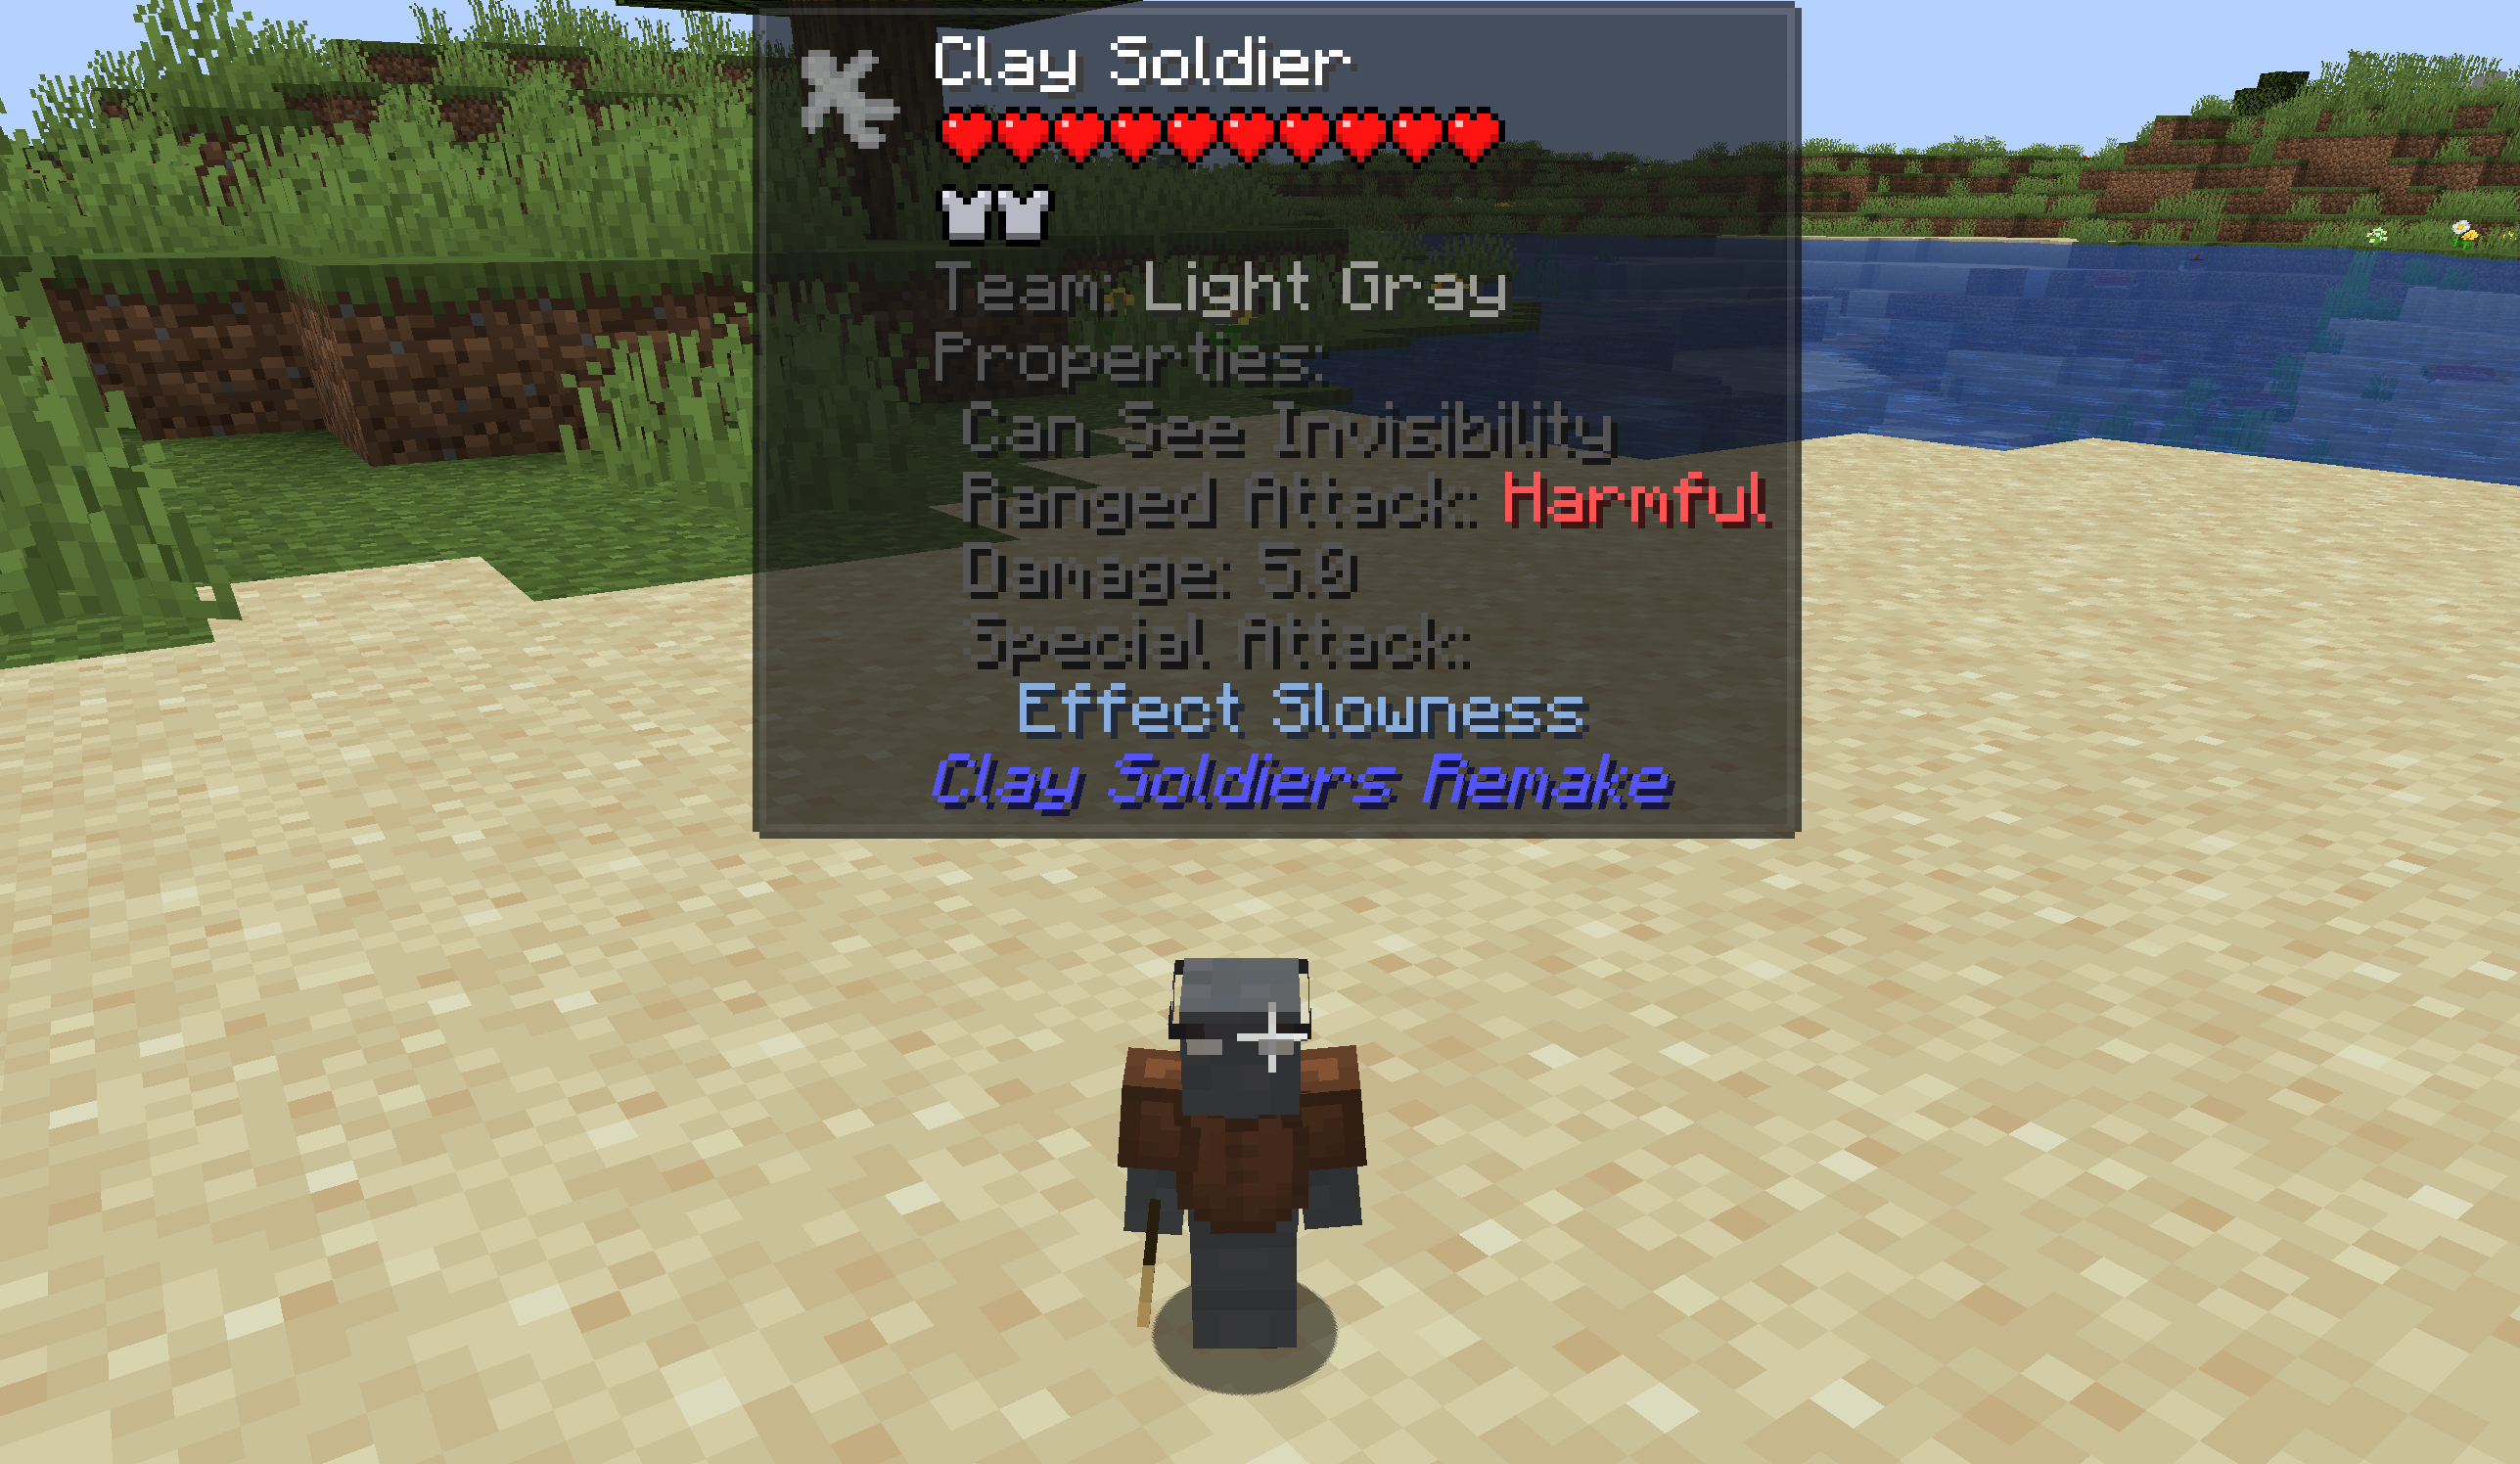 Clay Soldier
Team: Light Gray
Properties:
Can See Invisibility
Ranged Attack: Harmful
Damage: 5.0
Special Attack:
Effect Slowness
Clay Soldiers Remake